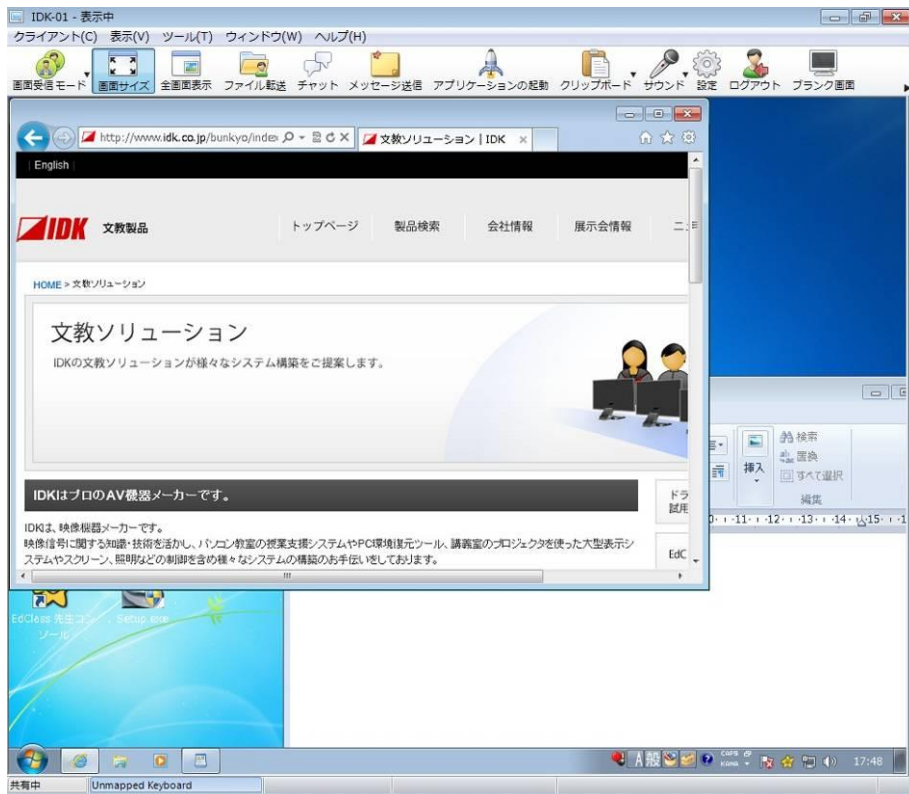 IDK-01 - 表示中
クライアント(C) 表示(V) ツール(T) ウィンドウ(W) ヘルプ(H)
画面受信モード 画面サイズ 全画面表示 ファイル転送 チャット メッセージ送信 アプリケーションの起動 クリップボード サウンド 設定 ログアウト ブランク画面
http://www.idk.co.jp/bunkyo/index 文教ソリューション | IDK
English
IDK 文教製品 トップページ 製品検索 会社情報 展示会情報 ニュ
HOME > 文教ソリューション
文教ソリューション
IDKの文教ソリューションが様々なシステム構築をご提案します。
検索
置換
挿入 すべて選択
編集
IDKはプロのAV機器メーカーです。
ドラ
試用
·11· ·12· ·13· ·14· ·15· ·1
IDKは、映像機器メーカーです。
映像信号に関する知識・技術を活かし、パソコン教室の授業支援システムやPC環境復元ツール、講義室のプロジェクタを使った大型表示シ
ステムやスクリーン、照明などの制御を含め様々なシステムの構築のお手伝いをしております。
EdC
EdClass 先生コン
ソール
Setup.exe
A 般 CAPS KANA 17:48
共有中 Unmapped Keyboard